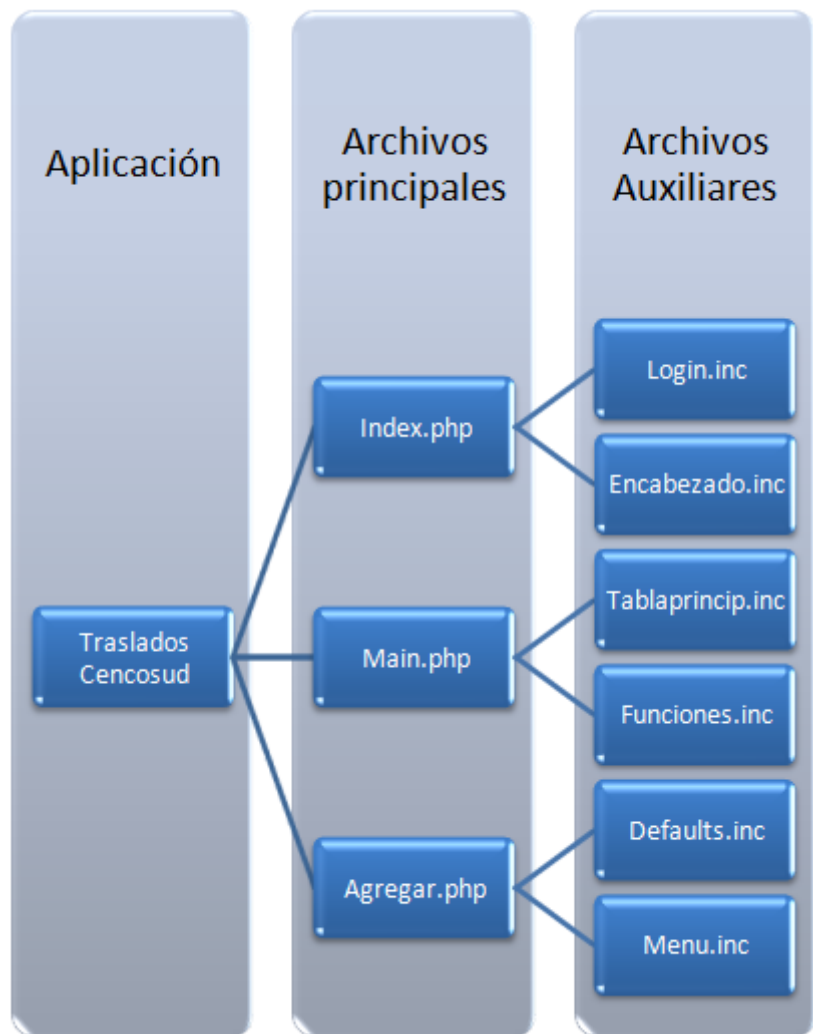 Aplicación
Archivos
principales
Archivos
Auxiliares
Traslados
Cencosud
Index.php
Main.php
Agregar.php
Login.inc
Encabezado.inc
Tablaprincip.inc
Funciones.inc
Defaults.inc
Menu.inc